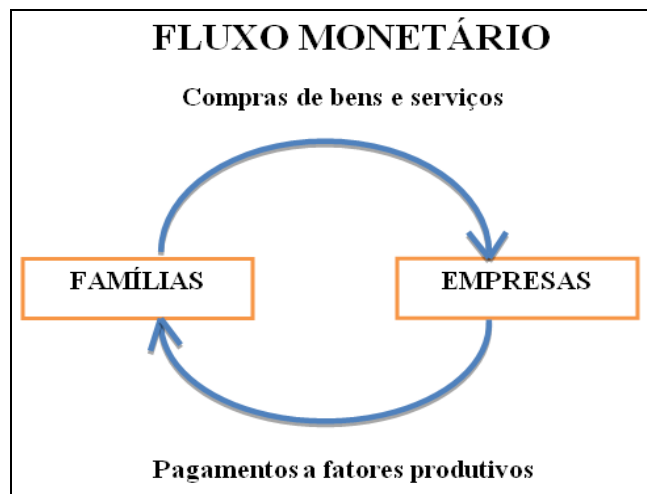 FLUXO MONETÁRIO
Compras de bens e serviços
FAMÍLIAS
EMPRESAS
Pagamentos a fatores produtivos